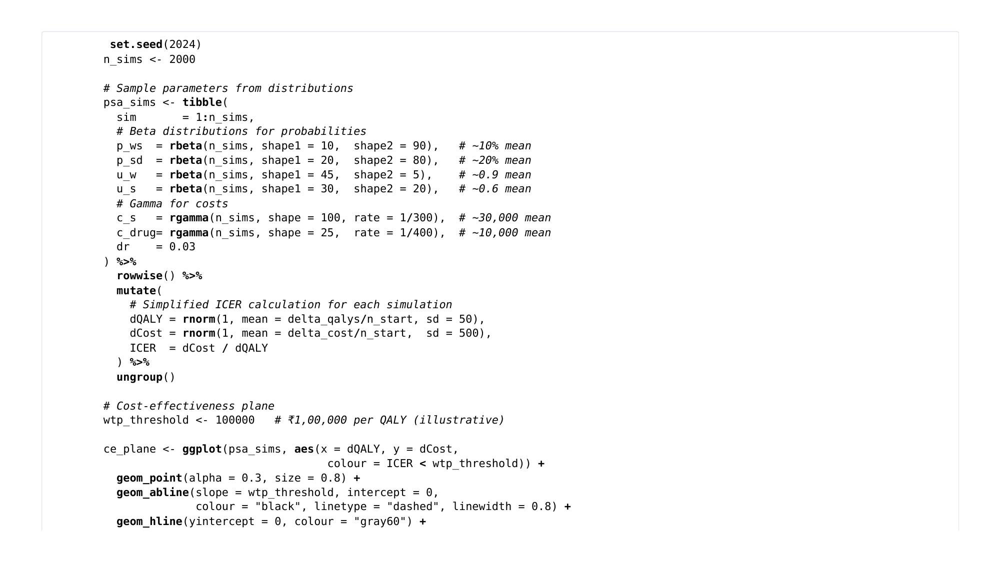 set.seed(2024)
n_sims <- 2000

# Sample parameters from distributions
psa_sims <- tibble(
  sim       = 1:n_sims,
  # Beta distributions for probabilities
  p_ws  = rbeta(n_sims, shape1 = 10,  shape2 = 90),   # ~10% mean
  p_sd  = rbeta(n_sims, shape1 = 20,  shape2 = 80),   # ~20% mean
  u_w   = rbeta(n_sims, shape1 = 45,  shape2 = 5),    # ~0.9 mean
  u_s   = rbeta(n_sims, shape1 = 30,  shape2 = 20),   # ~0.6 mean
  # Gamma for costs
  c_s   = rgamma(n_sims, shape = 100, rate = 1/300),  # ~30,000 mean
  c_drug= rgamma(n_sims, shape = 25,  rate = 1/400),  # ~10,000 mean
  dr    = 0.03
) %>%
  rowwise() %>%
  mutate(
    # Simplified ICER calculation for each simulation
    dQALY = rnorm(1, mean = delta_qalys/n_start, sd = 50),
    dCost = rnorm(1, mean = delta_cost/n_start,  sd = 500),
    ICER  = dCost / dQALY
  ) %>%
  ungroup()

# Cost-effectiveness plane
wtp_threshold <- 100000   # ₹1,00,000 per QALY (illustrative)

ce_plane <- ggplot(psa_sims, aes(x = dQALY, y = dCost,
                                  colour = ICER < wtp_threshold)) +
  geom_point(alpha = 0.3, size = 0.8) +
  geom_abline(slope = wtp_threshold, intercept = 0,
              colour = "black", linetype = "dashed", linewidth = 0.8) +
  geom_hline(yintercept = 0, colour = "gray60") +